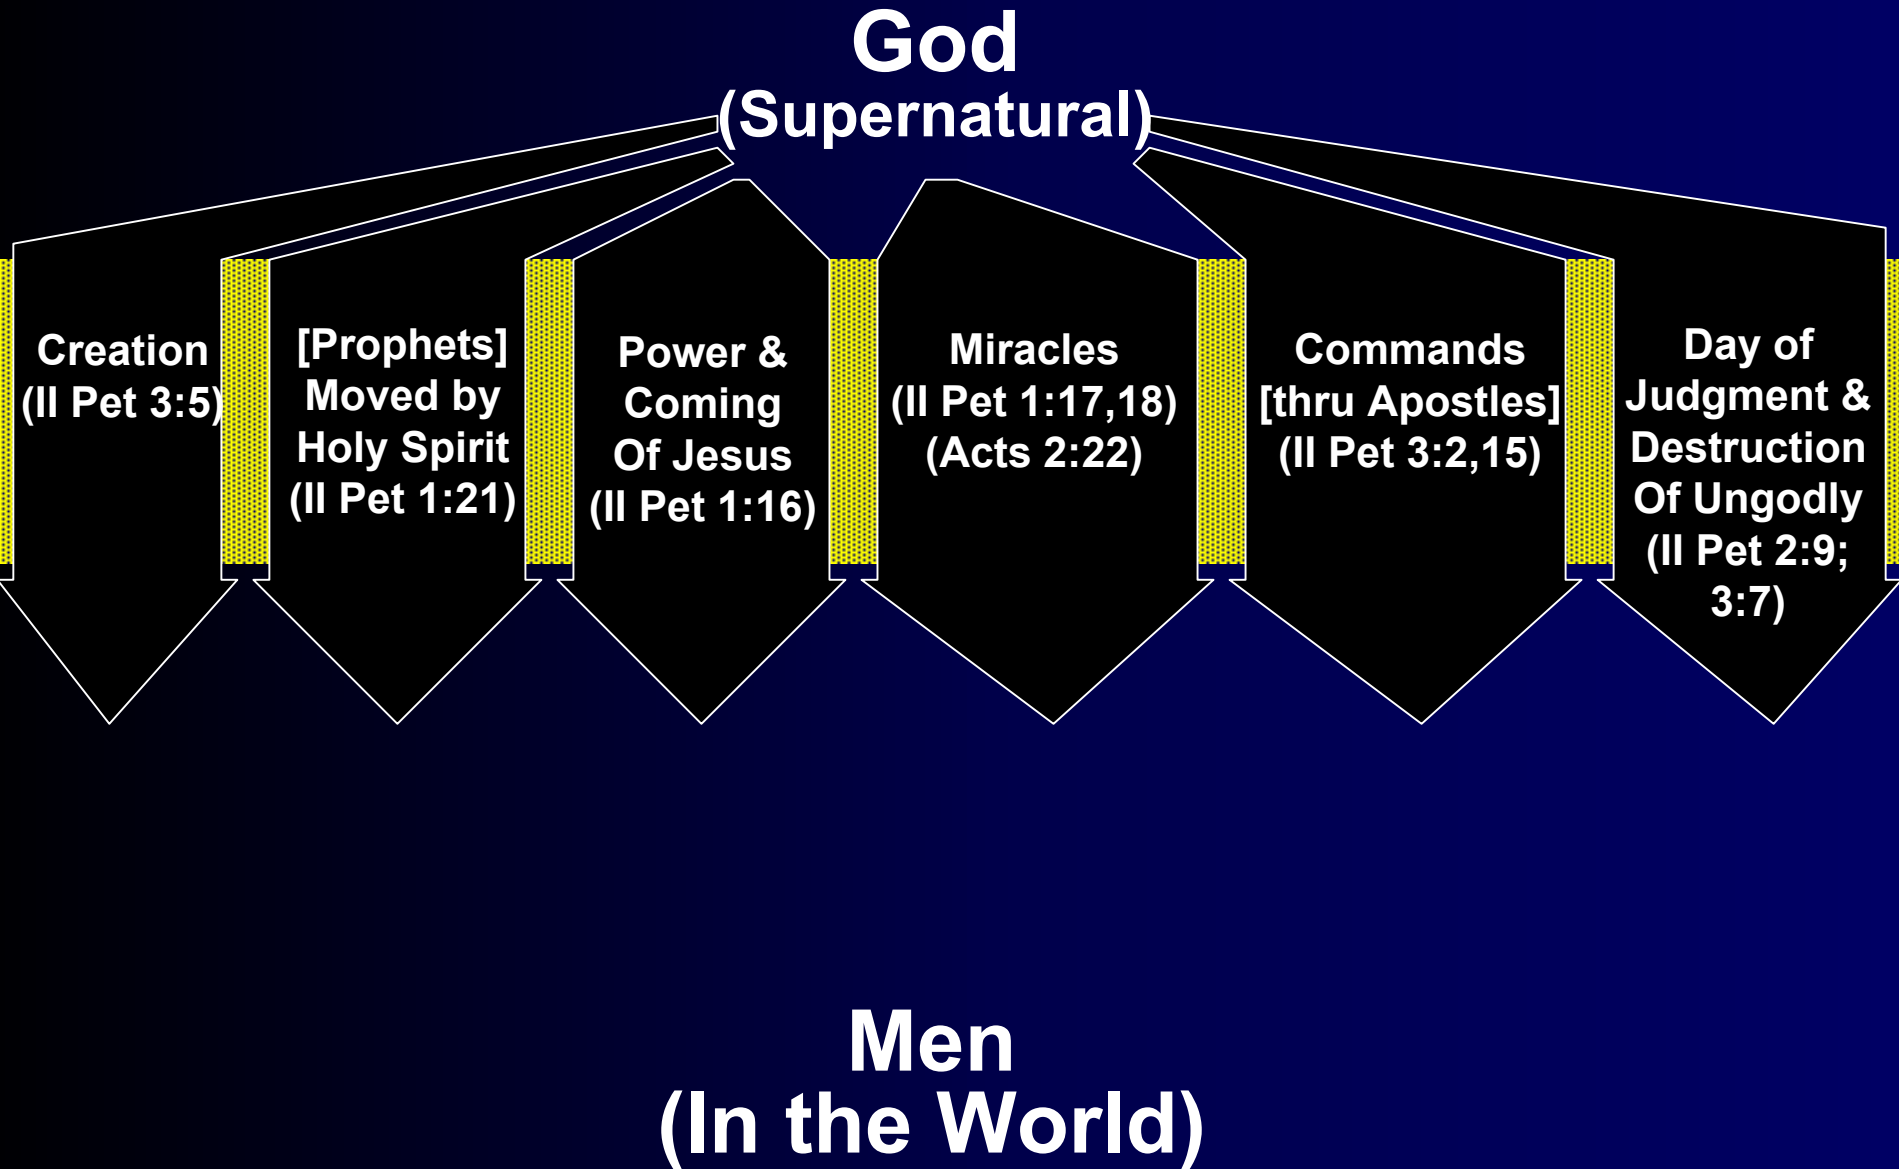 God
(Supernatural)
Creation
(II Pet 3:5)
[Prophets]
Moved by
Holy Spirit
(II Pet 1:21)
Power &
Coming
Of Jesus
(II Pet 1:16)
Miracles
(II Pet 1:17,18)
(Acts 2:22)
Commands
[thru Apostles]
(II Pet 3:2,15)
Day of
Judgment &
Destruction
Of Ungodly
(II Pet 2:9;
3:7)
Men
(In the World)